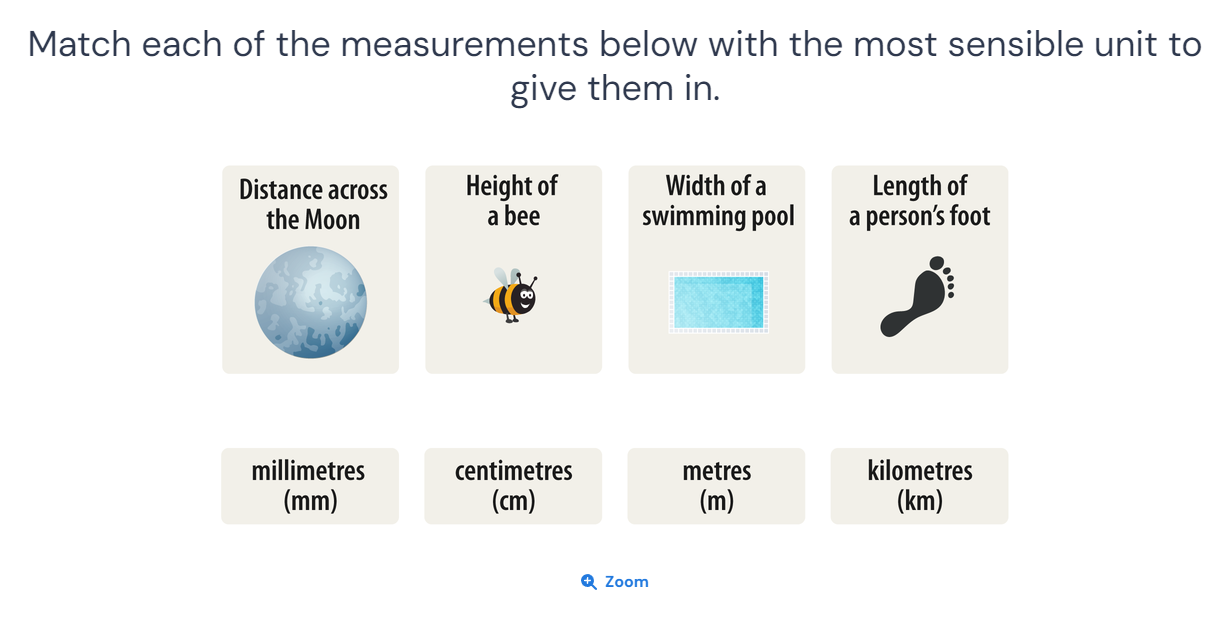 Match each of the measurements below with the most sensible unit to
give them in.
Distance across
the Moon
Height of
a bee
Width of a
swimming pool
Length of
a person's foot
millimetres
(mm)
centimetres
(cm)
metres
(m)
kilometres
(km)
Zoom